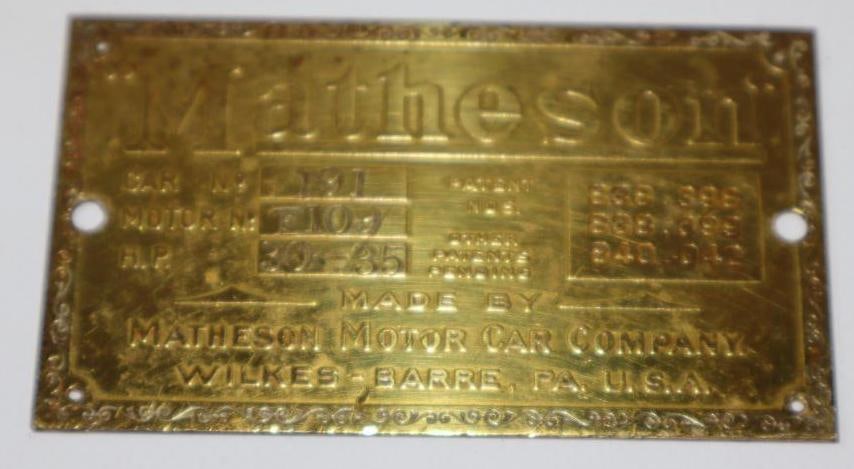 "Matheson"
CAR No 191
MOTOR No
H.P. 30-35
PATENT
NOS.
OTHER
PATENTS
PENDING
MADE BY
MATHESON MOTOR CAR COMPANY.
WILKES-BARRE, PA. U.S.A.